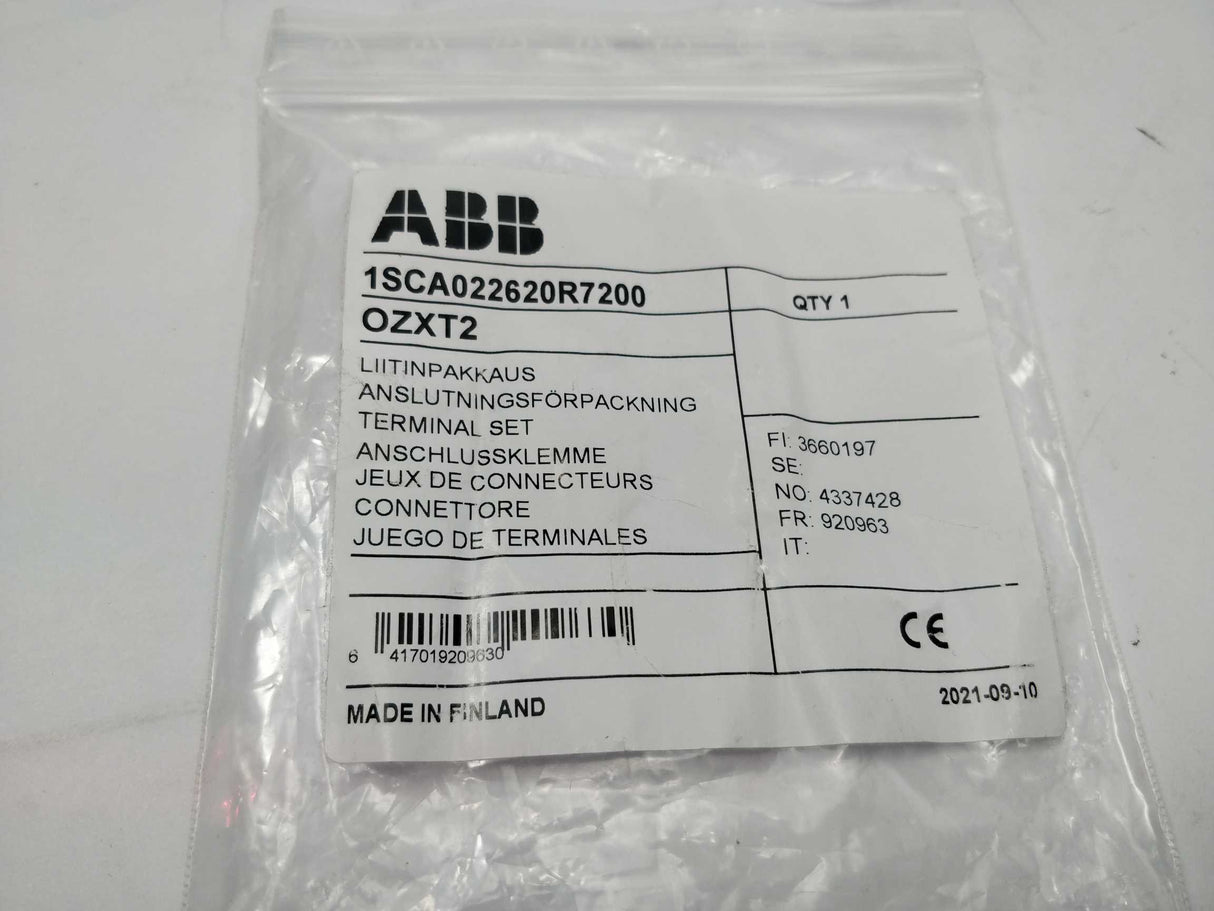 ABB
1SCA022620R7200
QTY 1
OZXT2
LIITINPAKKAUS
ANSLUTNINGSFÖRPACKNING
TERMINAL SET
ANSCHLUSSKLEMME
JEUX DE CONNECTEURS
CONNETTORE
JUEGO DE TERMINALES
FI: 3660197
SE:
NO: 4337428
FR: 920963
IT:
6 417019209630
CE
MADE IN FINLAND
2021-09-10